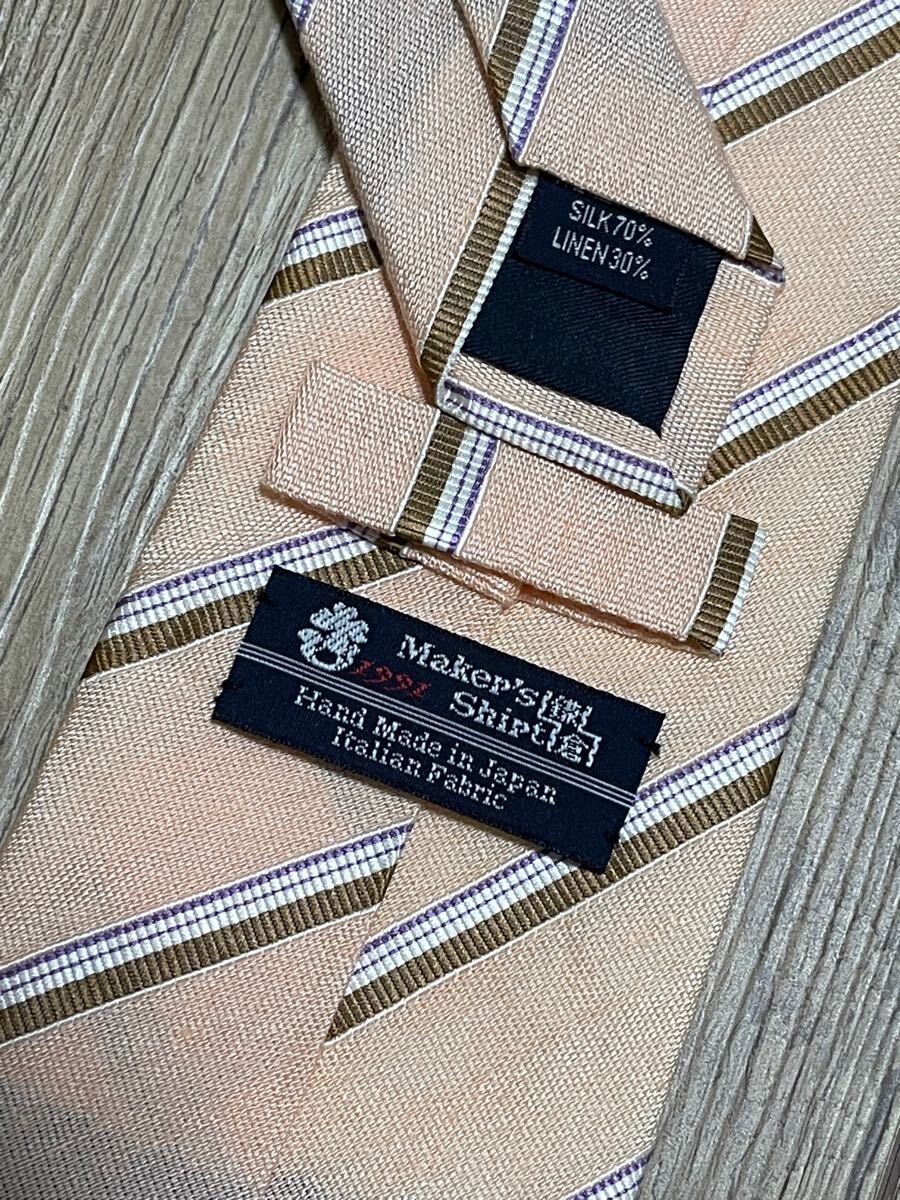 SILK 70%
LINEN 30%
Maker's
1991
Shirt
鎌倉
Hand Made in Japan
Italian Fabric